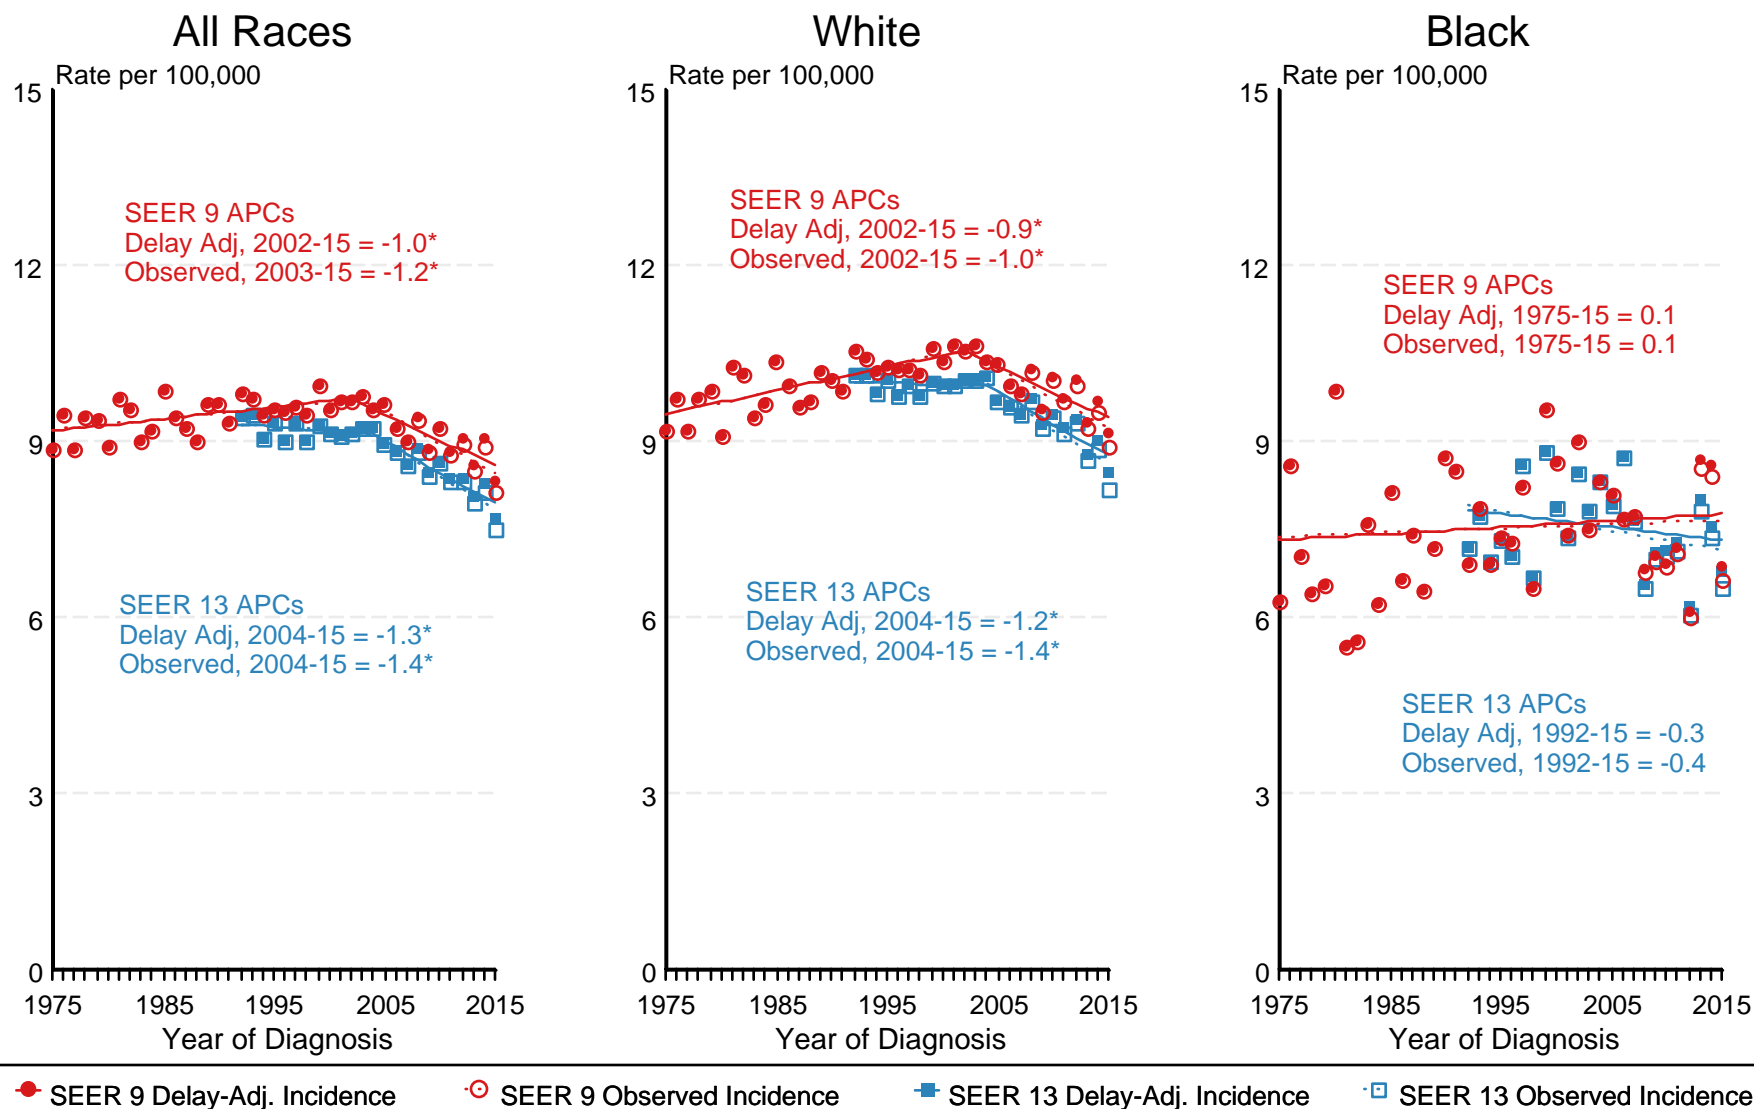 All Races
White
Black
Rate per 100,000
Rate per 100,000
Rate per 100,000
15
12
9
6
3
0
SEER 9 APCs
Delay Adj, 2002-15 = -1.0*
Observed, 2003-15 = -1.2*
SEER 13 APCs
Delay Adj, 2004-15 = -1.3*
Observed, 2004-15 = -1.4*
1975 1985 1995 2005 2015
Year of Diagnosis
15
12
9
6
3
0
SEER 9 APCs
Delay Adj, 2002-15 = -0.9*
Observed, 2002-15 = -1.0*
SEER 13 APCs
Delay Adj, 2004-15 = -1.2*
Observed, 2004-15 = -1.4*
1975 1985 1995 2005 2015
Year of Diagnosis
15
12
9
6
3
0
SEER 9 APCs
Delay Adj, 1975-15 = 0.1
Observed, 1975-15 = 0.1
SEER 13 APCs
Delay Adj, 1992-15 = -0.3
Observed, 1992-15 = -0.4
1975 1985 1995 2005 2015
Year of Diagnosis
SEER 9 Delay-Adj. Incidence
SEER 9 Observed Incidence
SEER 13 Delay-Adj. Incidence
SEER 13 Observed Incidence